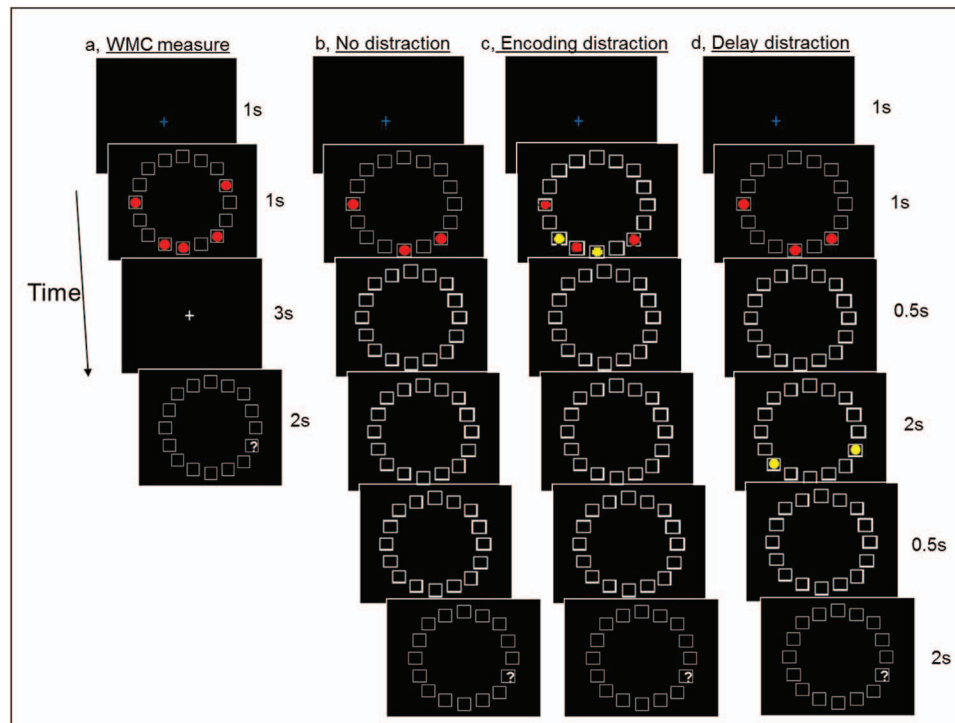 a, WMC measure
b, No distraction
c, Encoding distraction
d, Delay distraction
1s
1s
1s
1s
Time
3s
0.5s
2s
?
2s
0.5s
?
?
?
2s